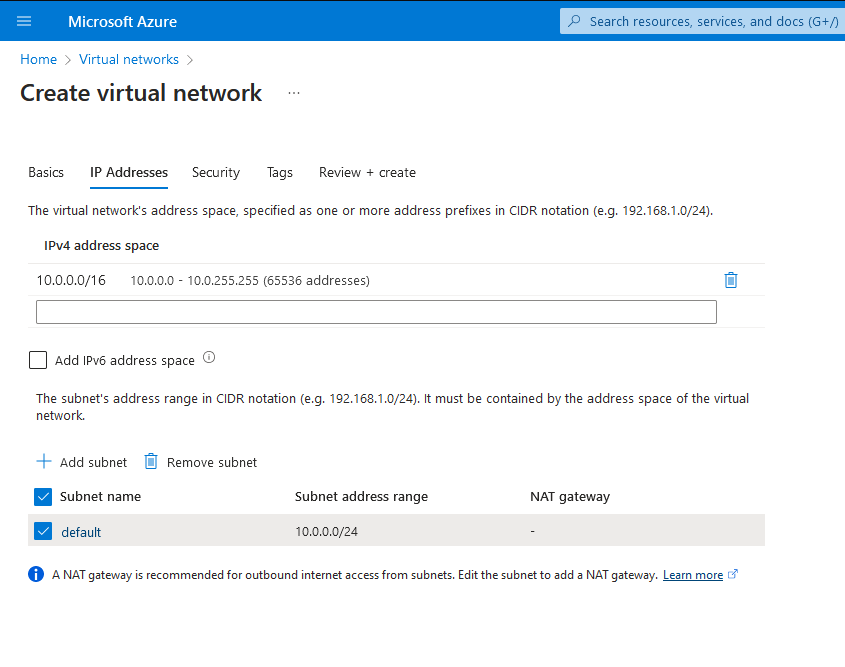 Microsoft Azure
Search resources, services, and docs (G+/)
Home > Virtual networks >
Create virtual network ...
Basics IP Addresses Security Tags Review + create
The virtual network's address space, specified as one or more address prefixes in CIDR notation (e.g. 192.168.1.0/24).
IPv4 address space
10.0.0.0/16 10.0.0.0 - 10.0.255.255 (65536 addresses)
Add IPv6 address space
The subnet's address range in CIDR notation (e.g. 192.168.1.0/24). It must be contained by the address space of the virtual
network.
Add subnet Remove subnet
Subnet name Subnet address range NAT gateway
default 10.0.0.0/24 -
A NAT gateway is recommended for outbound internet access from subnets. Edit the subnet to add a NAT gateway. Learn more